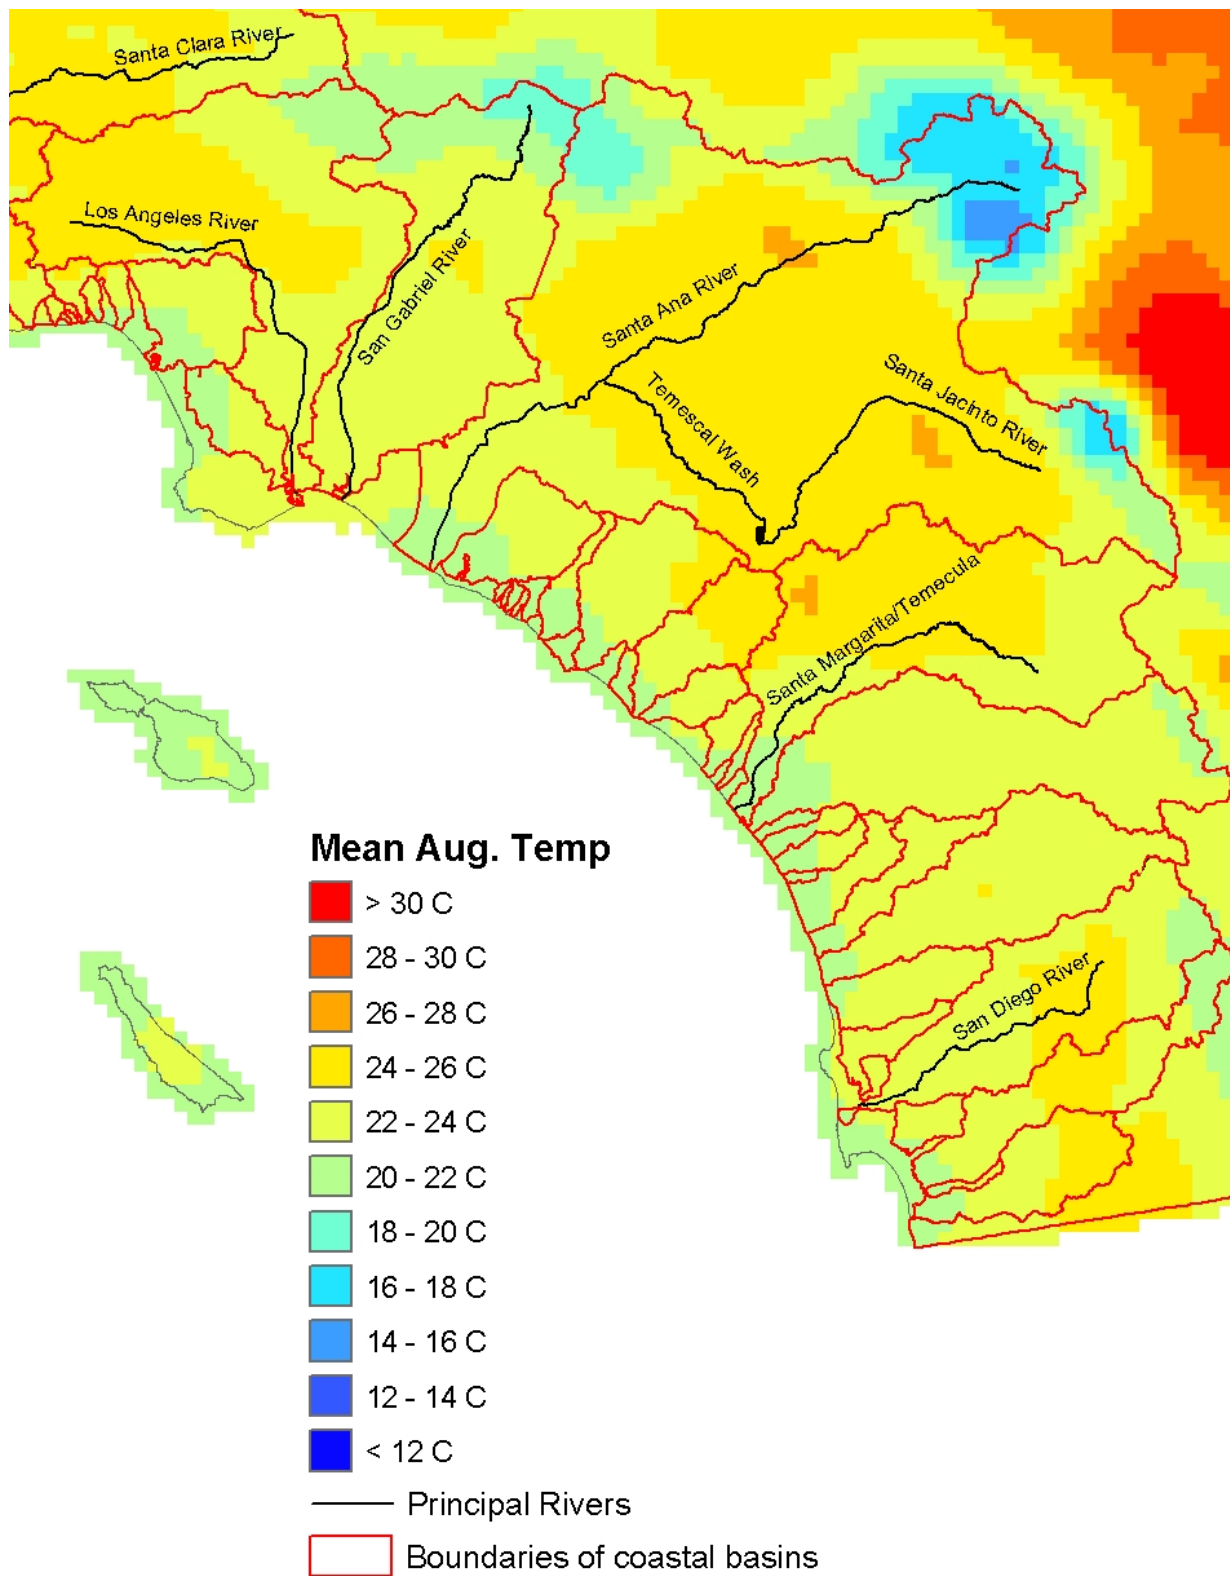 Santa Clara River
Los Angeles River
San Gabriel River
Santa Ana River
Temescal Wash
Santa Jacinto River
Santa Margarita/Temecula
San Diego River
Mean Aug. Temp
> 30 C
28 - 30 C
26 - 28 C
24 - 26 C
22 - 24 C
20 - 22 C
18 - 20 C
16 - 18 C
14 - 16 C
12 - 14 C
< 12 C
Principal Rivers
Boundaries of coastal basins